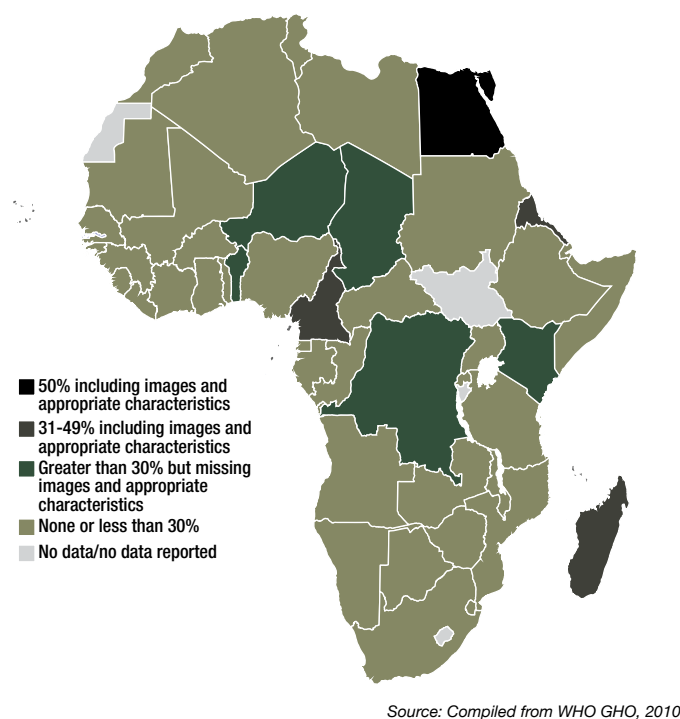 50% including images and
appropriate characteristics
31-49% including images and
appropriate characteristics
Greater than 30% but missing
images and appropriate
characteristics
None or less than 30%
No data/no data reported
Source: Compiled from WHO GHO, 2010